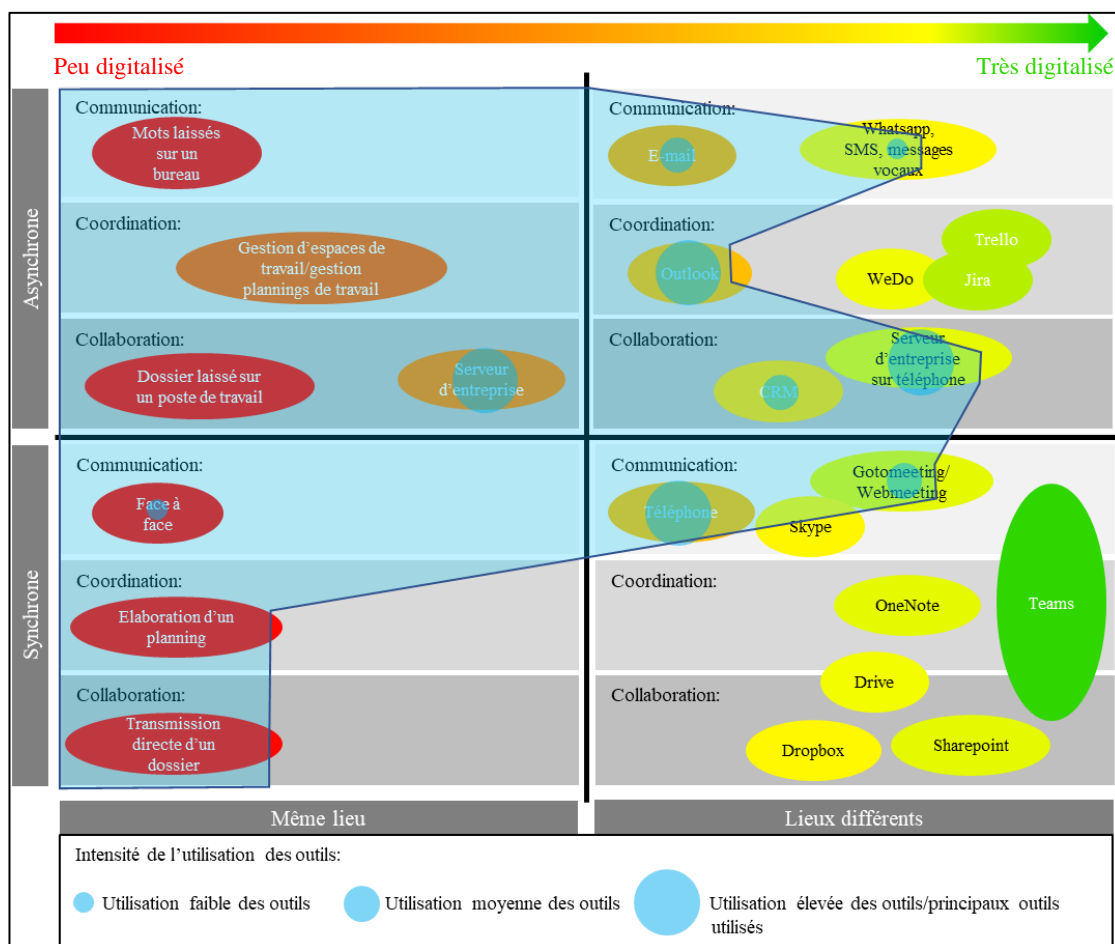 Peu digitalisé
Très digitalisé
Asynchrone
Communication:
Mots laissés
sur un
bureau
Communication:
E-mail
Whatsapp,
SMS, messages
vocaux
Coordination:
Gestion d’espaces de
travail/gestion
plannings de travail
Coordination:
Outlook
WeDo
Trello
Jira
Collaboration:
Dossier laissé sur
un poste de travail
Serveur
d’entreprise
Collaboration:
CRM
Serveur
d’entreprise
sur téléphone
Synchrone
Communication:
Face à
face
Communication:
Téléphone
Skype
Gotomeeting/
Webmeeting
Coordination:
Elaboration d’un
planning
Coordination:
OneNote
Teams
Collaboration:
Transmission
directe d’un
dossier
Collaboration:
Drive
Dropbox
Sharepoint
Même lieu
Lieux différents
Intensité de l’utilisation des outils:
Utilisation faible des outils
Utilisation moyenne des outils
Utilisation élevée des outils/principaux outils
utilisés